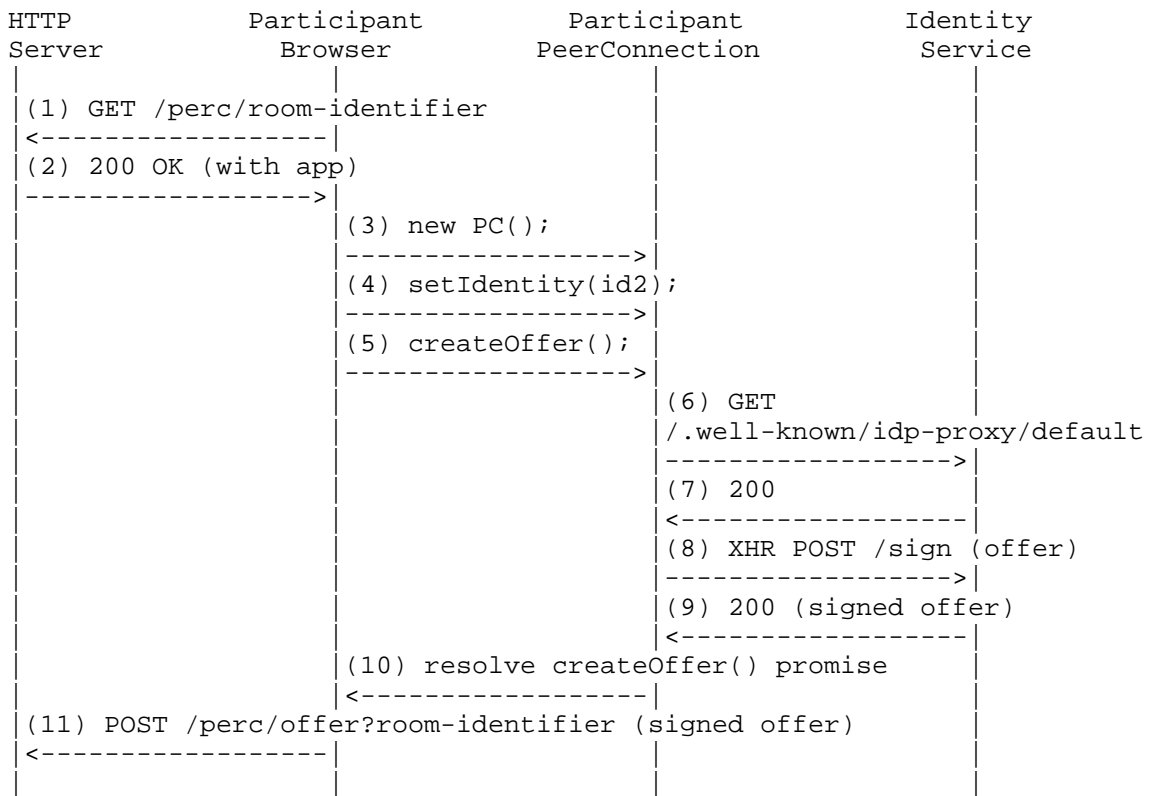 HTTP Participant Participant Identity
Server Browser PeerConnection Service
(1) GET /perc/room-identifier
(2) 200 OK (with app)
(3) new PC();
(4) setIdentity(id2);
(5) createOffer();
(6) GET
/.well-known/idp-proxy/default
(7) 200
(8) XHR POST /sign (offer)
(9) 200 (signed offer)
(10) resolve createOffer() promise
(11) POST /perc/offer?room-identifier (signed offer)